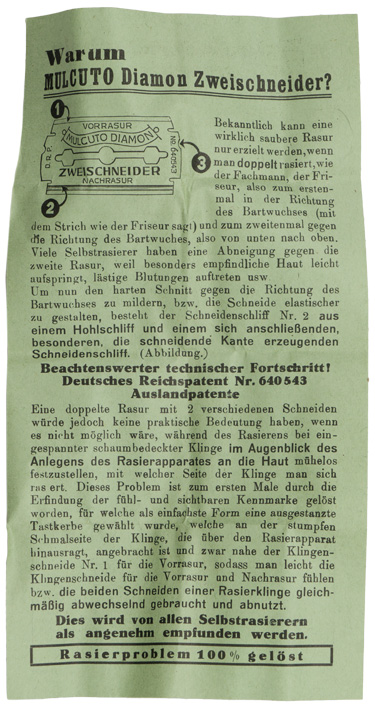 Warum
MULCUTO Diamon Zweischneider?
1
VORRASUR
MULCUTO DIAMON
D.R.P.
NR. 640543
ZWEISCHNEIDER
NACHRASUR
2
3
Bekanntlich kann eine
wirklich saubere Rasur
nur erzielt werden, wenn
man doppelt rasiert, wie
der Fachmann, der Fri-
seur, also zum ersten-
mal in der Richtung
des Bartwuchses (mit
dem Strich wie der Friseur sagt) und zum zweitenmal gegen
die Richtung des Bartwuches, also von unten nach oben.
Viele Selbstrasierer haben eine Abneigung gegen die
zweite Rasur, weil besonders empfindliche Haut leicht
aufspringt, lästige Blutungen auftreten usw
Um nun den harten Schnitt gegen die Richtung des
Bartwuchses zu mildern, bzw. die Schneide elastischer
zu gestalten, besteht der Schneidenschliff Nr. 2 aus
einem Hohlschliff und einem sich anschließenden,
besonderen, die schneidende Kante erzeugenden
Schneidenschliff. (Abbildung.)
Beachtenswerter technischer Fortschritt!
Deutsches Reichspatent Nr. 640543
Auslandpatente
Eine doppelte Rasur mit 2 verschiedenen Schneiden
würde jedoch keine praktische Bedeutung haben, wenn
es nicht möglich wäre, während des Rasierens bei ein-
gespannter schaumbedeckter Klinge im Augenblick des
Anlegens des Rasierapparates an die Haut mühelos
festzustellen, mit welcher Seite der Klinge man sich
rasiert. Dieses Problem ist zum ersten Male durch die
Erfindung der fühl- und sichtbaren Kennmarke gelöst
worden, für welche als einfachste Form eine ausgestanzte
Tastkerbe gewählt wurde, welche an der stumpfen
Schmalseite der Klinge, die über den Rasierapparat
hinausragt, angebracht ist und zwar nahe der Klingen-
schneide Nr. 1 für die Vorrasur, sodass man leicht die
Klingenschneide für die Vorrasur und Nachrasur fühlen
bzw. die beiden Schneiden einer Rasierklinge gleich-
mäßig abwechselnd gebraucht und abnutzt.
Dies wird von allen Selbstrasierern
als angenehm empfunden werden.
Rasierproblem 100% gelöst